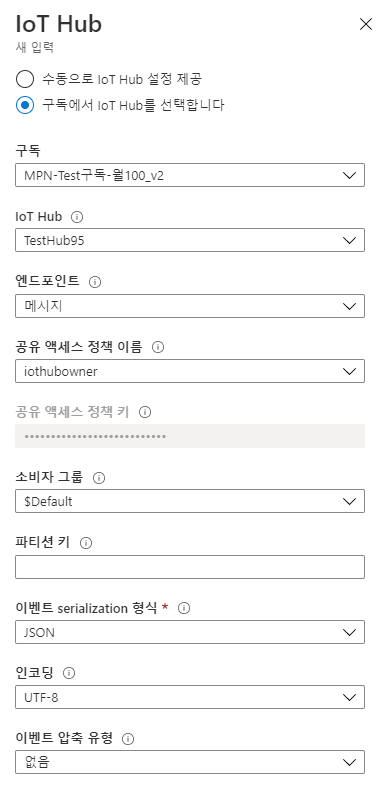 IoT Hub
새 입력
수동으로 IoT Hub 설정 제공
구독에서 IoT Hub를 선택합니다
구독
MPN-Test구독-월100_v2
IoT Hub
TestHub95
엔드포인트
메시지
공유 액세스 정책 이름
iothubowner
공유 액세스 정책 키
•••••••••••••••••••••••••••
소비자 그룹
$Default
파티션 키
이벤트 serialization 형식 *
JSON
인코딩
UTF-8
이벤트 압축 유형
없음